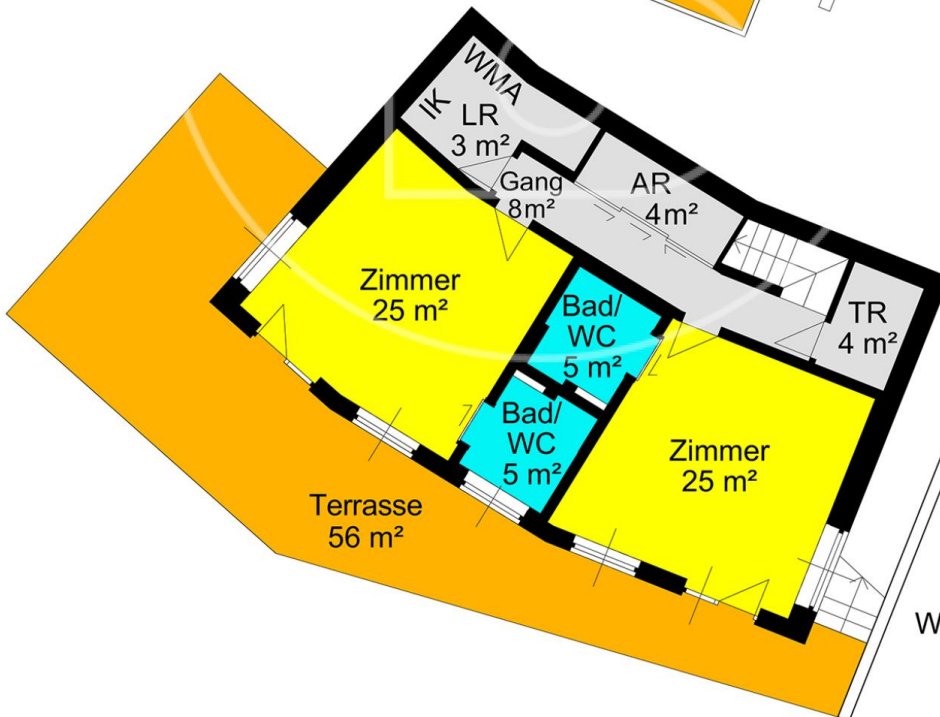 WMA
IK
LR
3 m²
Gang
8m²
AR
4m²
TR
4 m²
Zimmer
25 m²
Bad/
WC
5 m²
Bad/
WC
5 m²
Zimmer
25 m²
Terrasse
56 m²
W